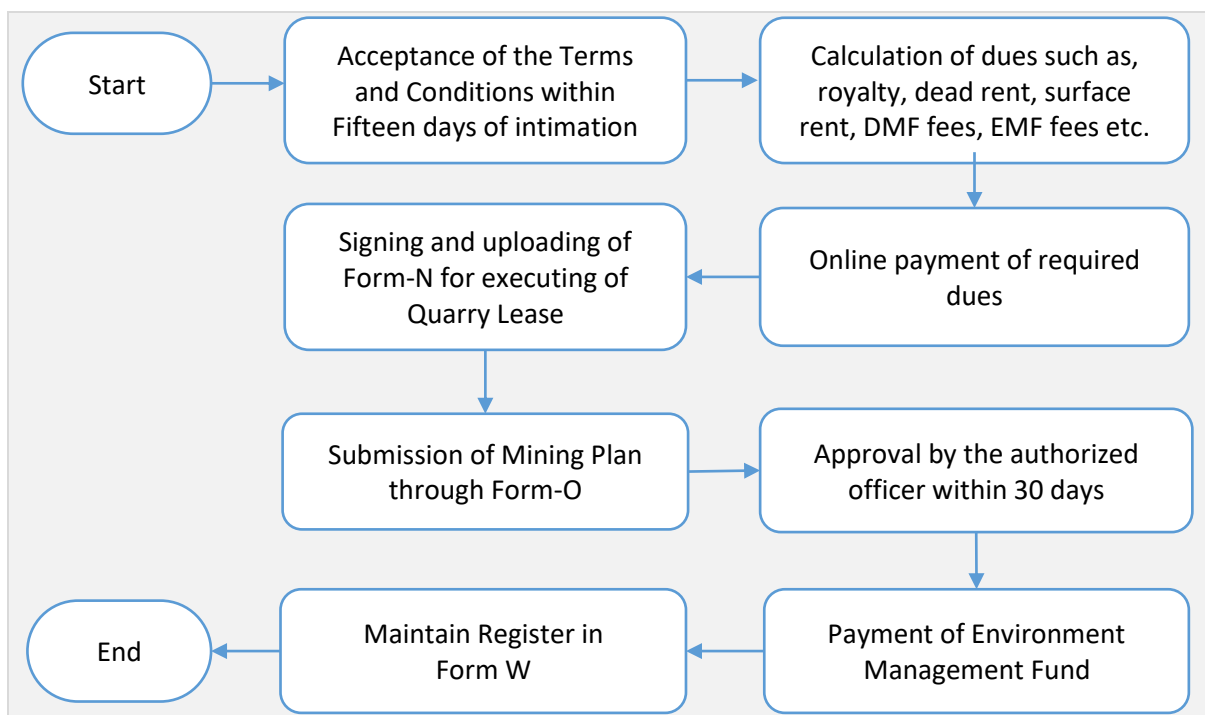 Start
Acceptance of the Terms
and Conditions within
Fifteen days of intimation
Calculation of dues such as,
royalty, dead rent, surface
rent, DMF fees, EMF fees etc.
Online payment of required
dues
Signing and uploading of
Form-N for executing of
Quarry Lease
Submission of Mining Plan
through Form-O
Approval by the authorized
officer within 30 days
Payment of Environment
Management Fund
Maintain Register in
Form W
End